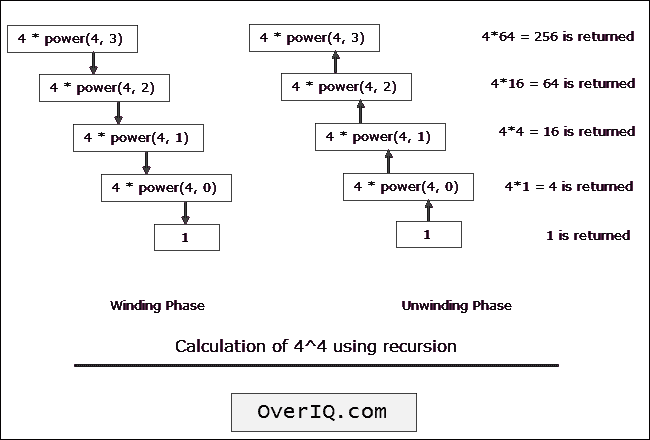 4 * power(4, 3)
4 * power(4, 2)
4 * power(4, 1)
4 * power(4, 0)
1
Winding Phase
4 * power(4, 3)
4*64 = 256 is returned
4 * power(4, 2)
4*16 = 64 is returned
4 * power(4, 1)
4*4 = 16 is returned
4 * power(4, 0)
4*1 = 4 is returned
1
1 is returned
Unwinding Phase
Calculation of 4^4 using recursion
OverIQ.com